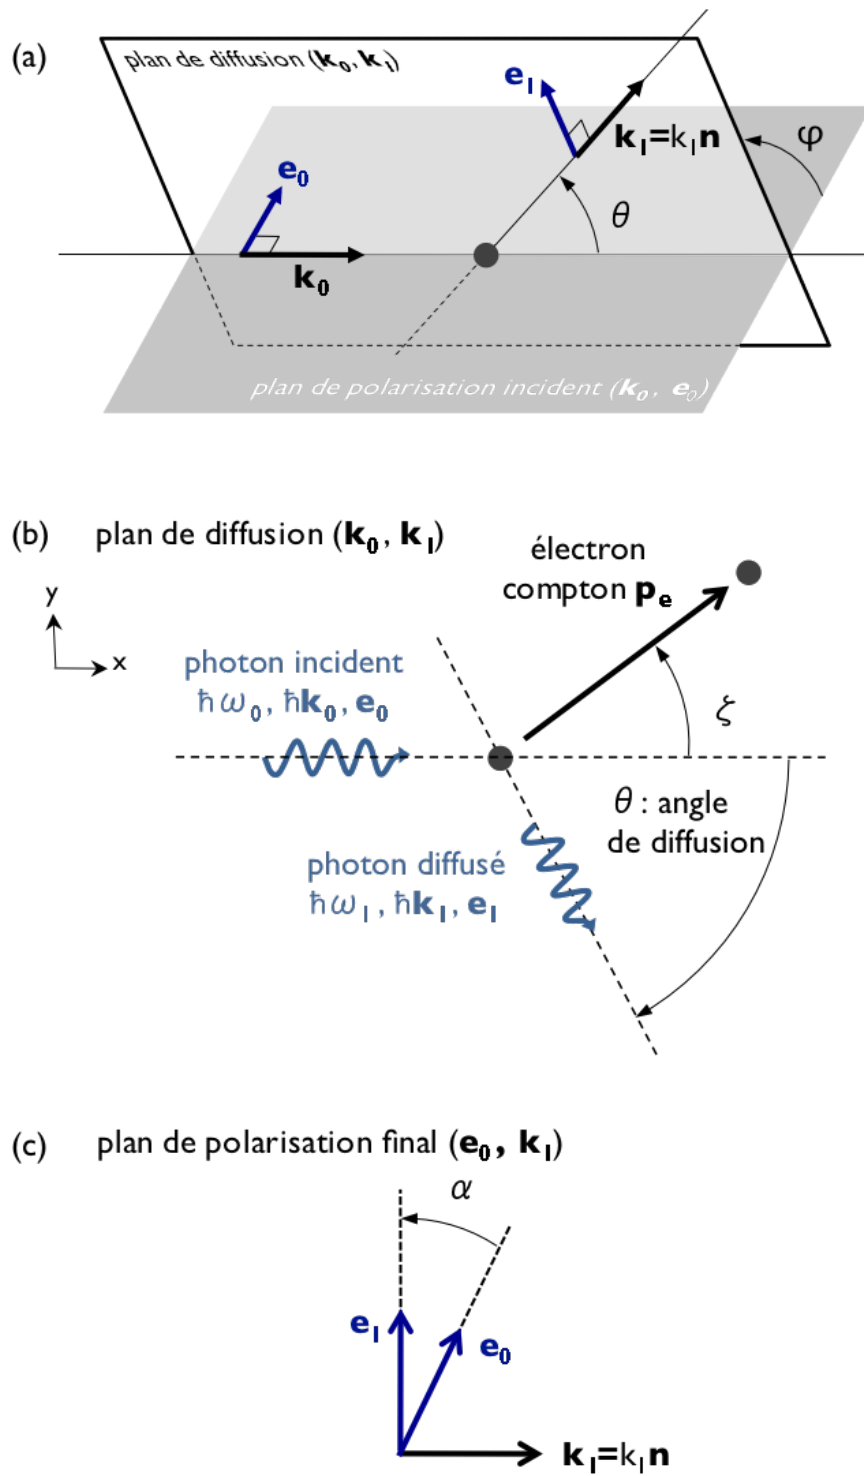 (a)
plan de diffusion (k₀, k₁)
e₁
k₁=k₁n
φ
e₀
θ
k₀
plan de polarisation incident (k₀, e₀)
(b) plan de diffusion (k₀, k₁)
électron
compton pₑ
y
x
photon incident
ħω₀, ħk₀, e₀
ζ
θ : angle
de diffusion
photon diffusé
ħω₁, ħk₁, e₁
(c) plan de polarisation final (e₀, k₁)
α
e₁
e₀
k₁=k₁n